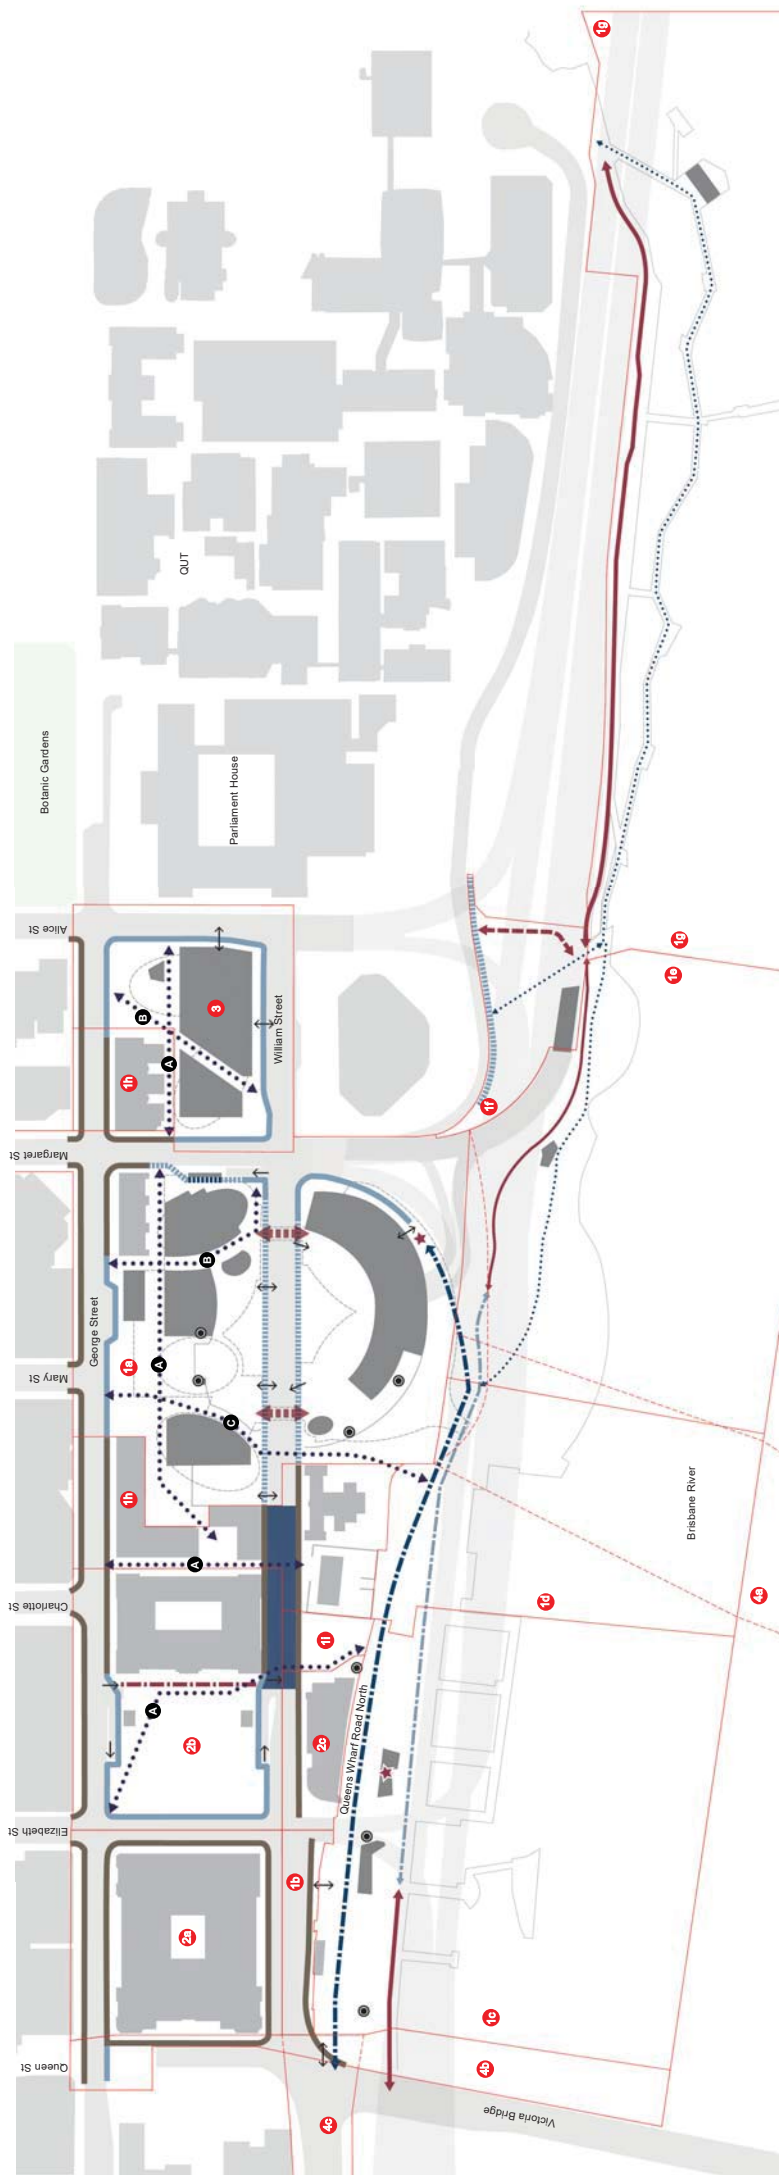 1g
QUT
Botanic Gardens
Parliament House
Alice St
B
3
A
1h
William Street
1g
1e
1f
Margaret St
B
George Street
1a
A
Mary St
C
1h
A
Charlotte St
Brisbane River
4a
1d
1i
A
2b
2c
Queens Wharf Road North
Elizabeth St
1b
2a
1c
Queen St
4b
4c
Victoria Bridge